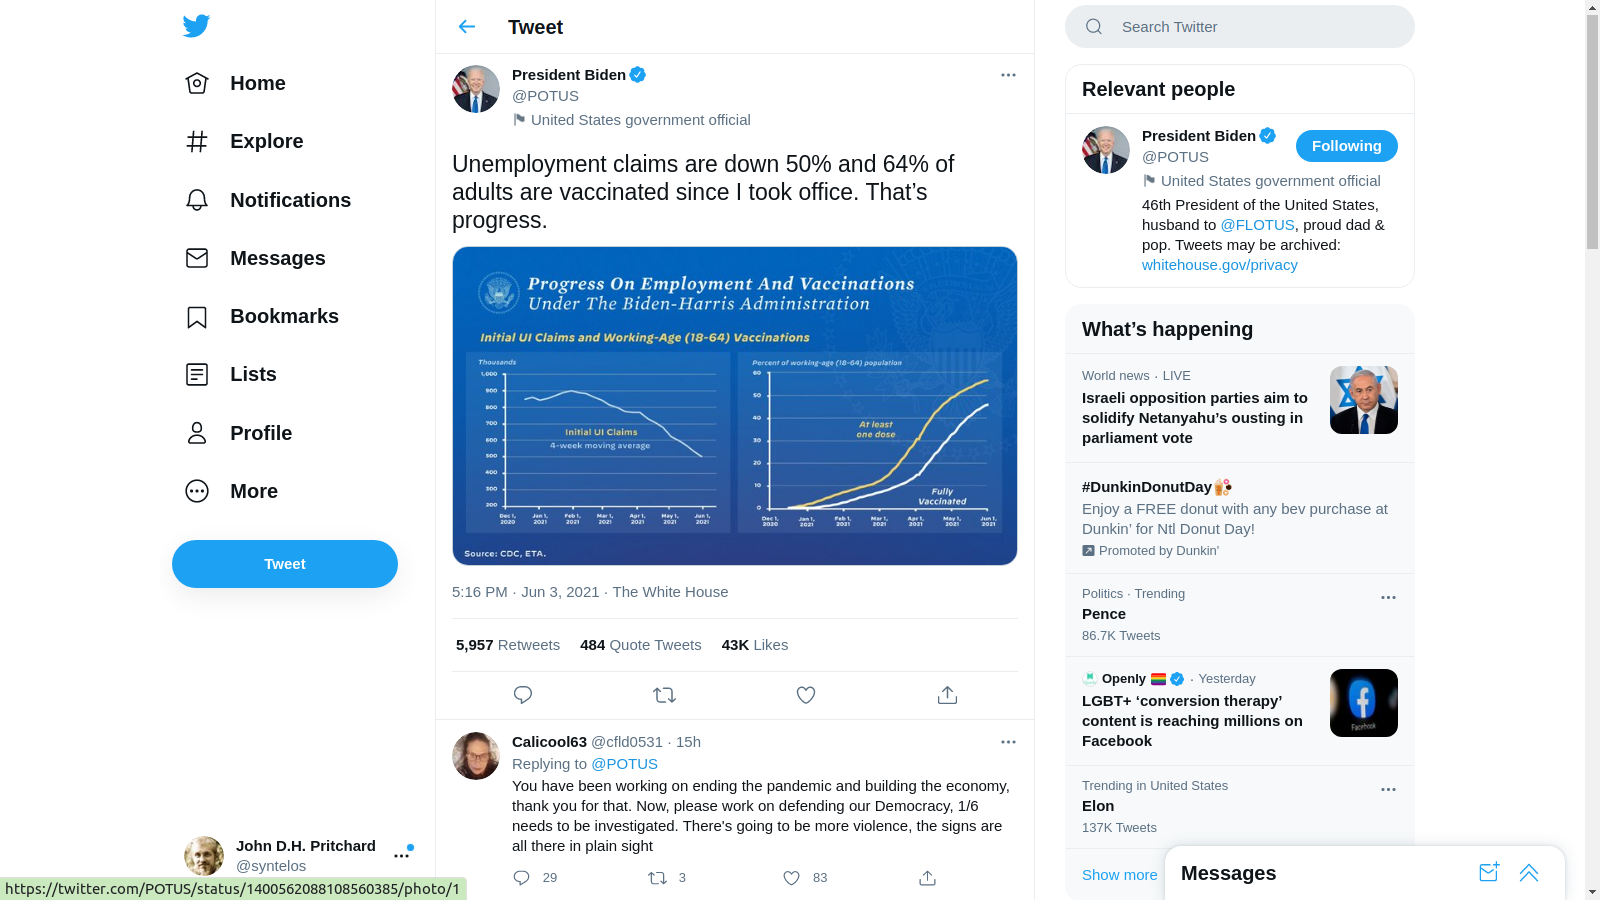 Home
Explore
Notifications
Messages
Bookmarks
Lists
Profile
More
Tweet
John D.H. Pritchard
@syntelos
https://twitter.com/POTUS/status/1400562088108560385/photo/1
Tweet
President Biden
@POTUS
United States government official
Unemployment claims are down 50% and 64% of
adults are vaccinated since I took office. That’s
progress.
Progress On Employment And Vaccinations
Under The Biden-Harris Administration
Initial UI Claims and Working-Age (18-64) Vaccinations
Thousands
1,000
900
800
700
600
500
400
300
200
Initial UI Claims
4-week moving average
Dec 1, 2020
Jan 1, 2021
Feb 1, 2021
Mar 1, 2021
Apr 1, 2021
May 1, 2021
Jun 1, 2021
Percent of working-age (18-64) population
60
50
40
30
20
10
0
At least
one dose
Fully
Vaccinated
Dec 1, 2020
Jan 1, 2021
Feb 1, 2021
Mar 1, 2021
Apr 1, 2021
May 1, 2021
Jun 1, 2021
Source: CDC, ETA.
5:16 PM · Jun 3, 2021 · The White House
5,957 Retweets 484 Quote Tweets 43K Likes
Calicool63 @cfld0531 · 15h
Replying to @POTUS
You have been working on ending the pandemic and building the economy,
thank you for that. Now, please work on defending our Democracy, 1/6
needs to be investigated. There's going to be more violence, the signs are
all there in plain sight
29 3 83
Search Twitter
Relevant people
President Biden
Following
@POTUS
United States government official
46th President of the United States,
husband to @FLOTUS, proud dad &
pop. Tweets may be archived:
whitehouse.gov/privacy
What’s happening
World news · LIVE
Israeli opposition parties aim to
solidify Netanyahu’s ousting in
parliament vote
#DunkinDonutDay
Enjoy a FREE donut with any bev purchase at
Dunkin’ for Ntl Donut Day!
Promoted by Dunkin'
Politics · Trending
Pence
86.7K Tweets
Openly · Yesterday
LGBT+ ‘conversion therapy’
content is reaching millions on
Facebook
Facebook
Trending in United States
Elon
137K Tweets
Show more
Messages